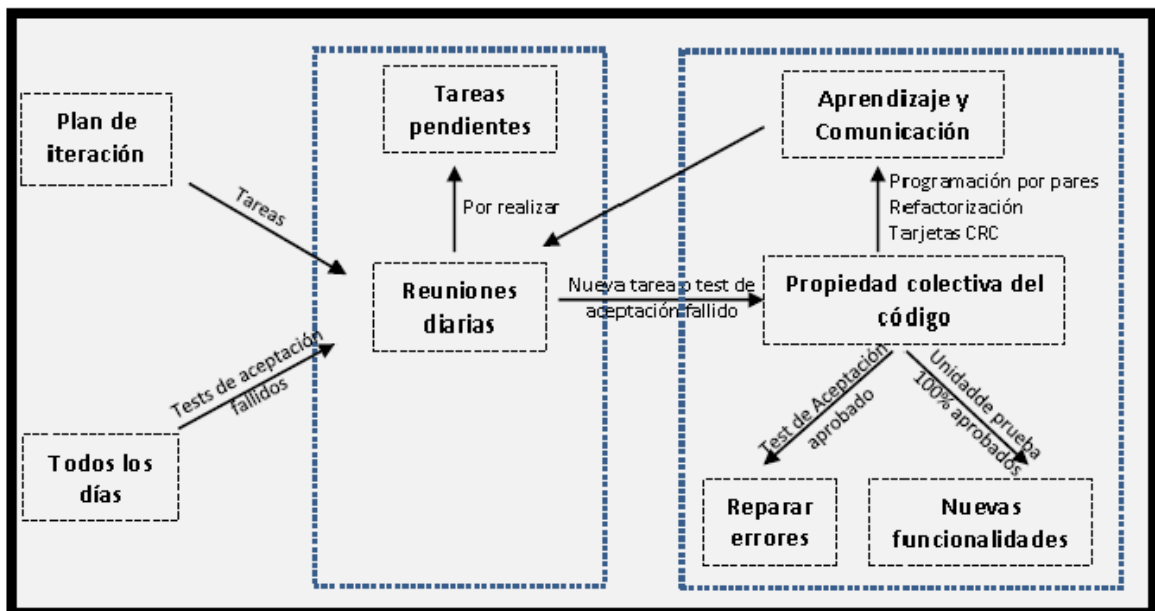 Plan de
iteración
Tareas
Tests de aceptación
fallidos
Todos los
días
Tareas
pendientes
Por realizar
Reuniones
diarias
Nueva tarea o test de
aceptación fallido
Aprendizaje y
Comunicación
Programación por pares
Refactorización
Tarjetas CRC
Propiedad colectiva del
código
Test de Aceptación
aprobado
Unidadde prueba
100% aprobados
Reparar
errores
Nuevas
funcionalidades